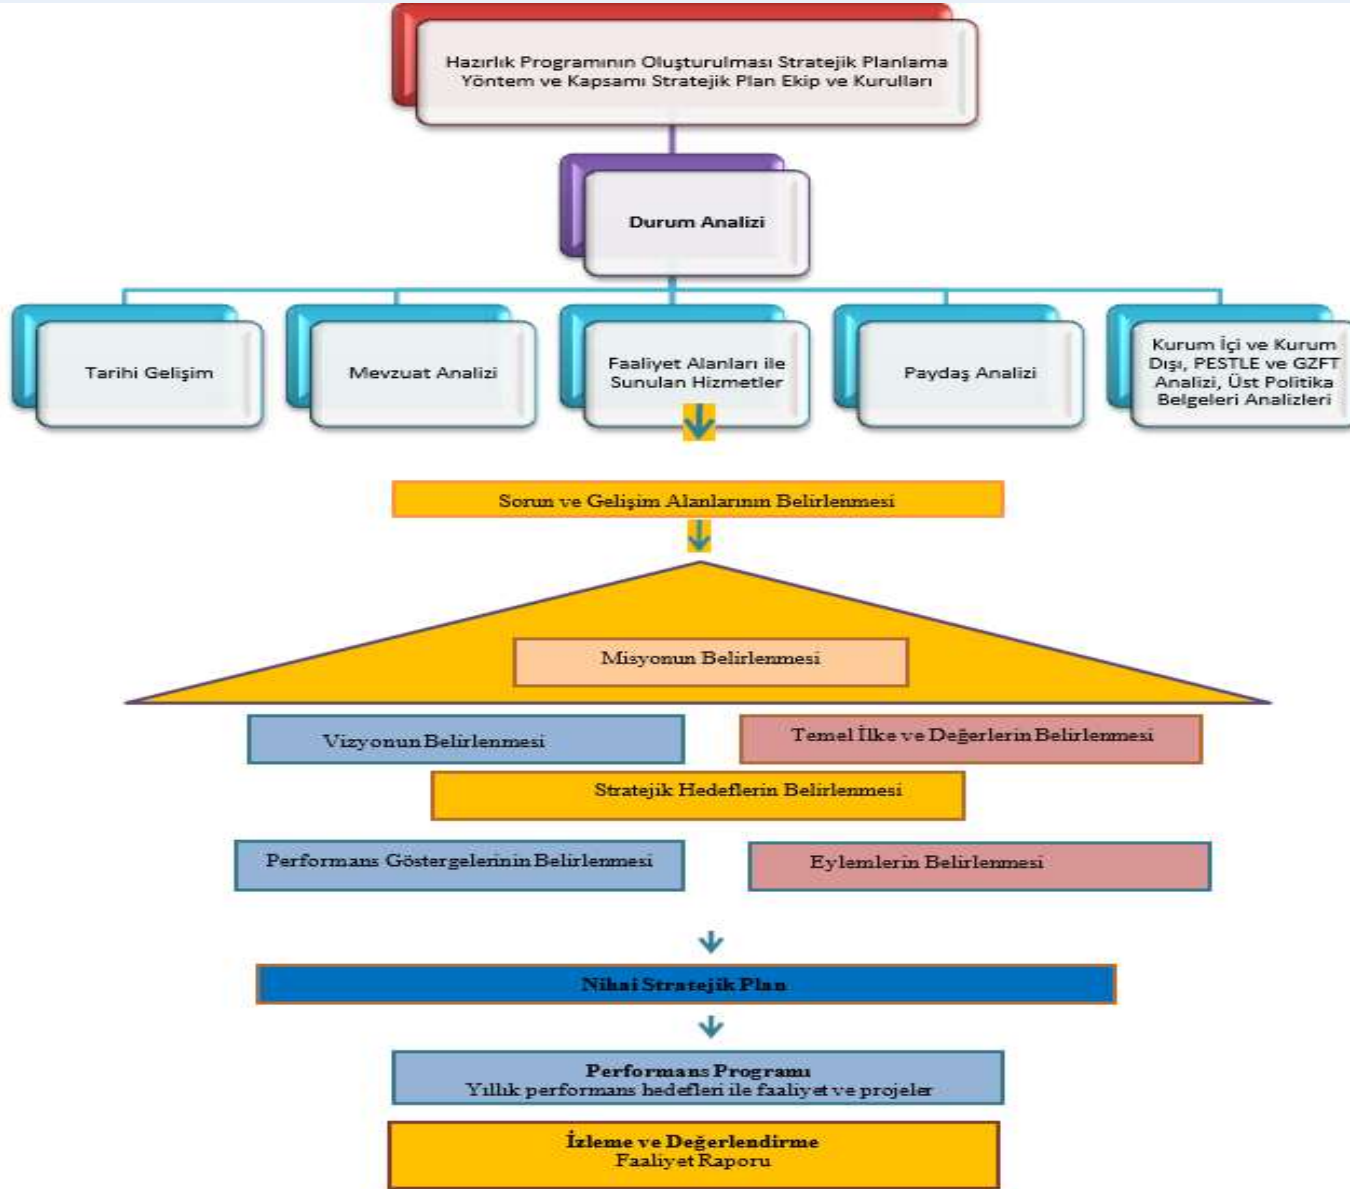 Hazırlık Programının Oluşturulması Stratejik Planlama
Yöntem ve Kapsamı Stratejik Plan Ekip ve Kurulları
Durum Analizi
Tarihi Gelişim
Mevzuat Analizi
Faaliyet Alanları ile
Sunulan Hizmetler
Paydaş Analizi
Kurum İçi ve Kurum
Dışı, PESTLE ve GZFT
Analizi, Üst Politika
Belgeleri Analizleri
Sorun ve Gelişim Alanlarının Belirlenmesi
Misyonun Belirlenmesi
Vizyonun Belirlenmesi
Temel İlke ve Değerlerin Belirlenmesi
Stratejik Hedeflerin Belirlenmesi
Performans Göstergelerinin Belirlenmesi
Eylemlerin Belirlenmesi
Nihai Stratejik Plan
Performans Programı
Yıllık performans hedefleri ile faaliyet ve projeler
İzleme ve Değerlendirme
Faaliyet Raporu